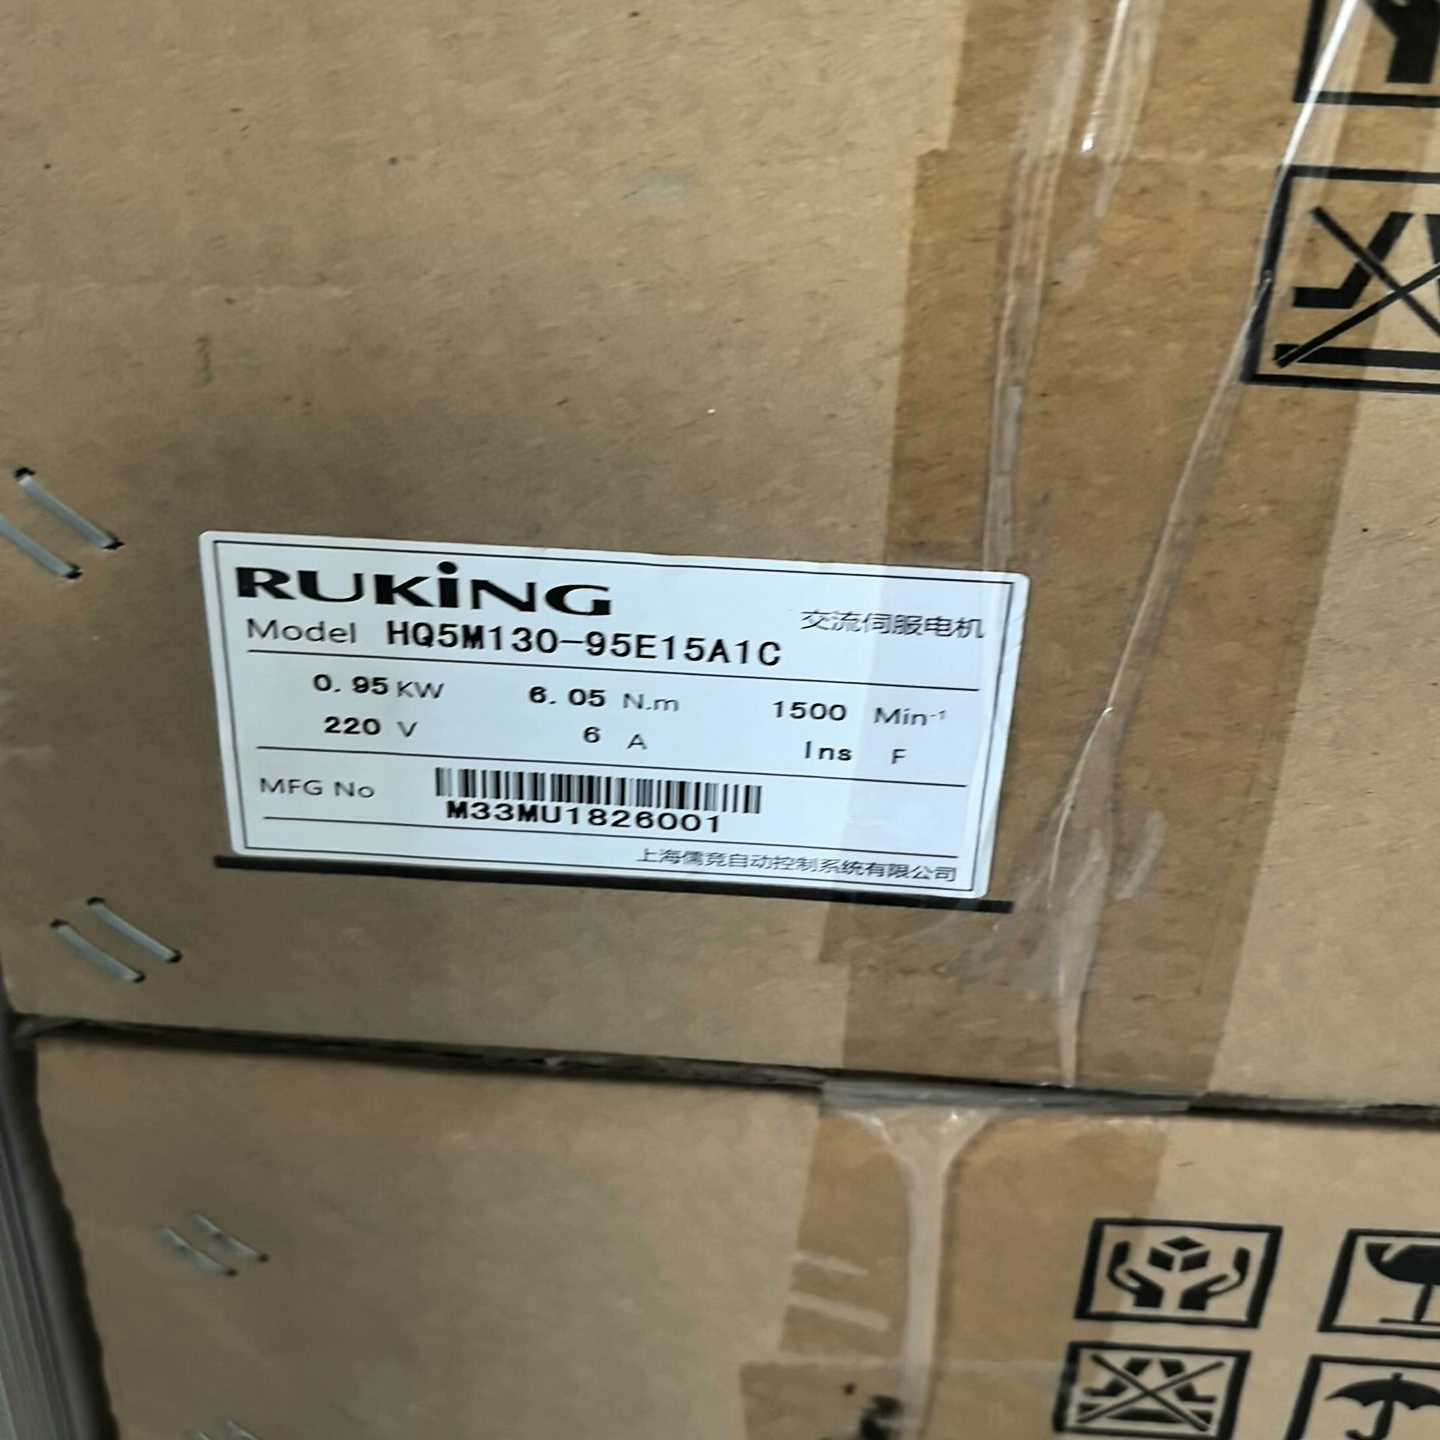 RUKING
交流伺服电机
Model HQ5M130-95E15A1C
0.95 KW 6.05 N.m 1500 Min-¹
220 V 6 A Ins F
MFG No
M33MU1826001
上海儒竞自动控制系统有限公司